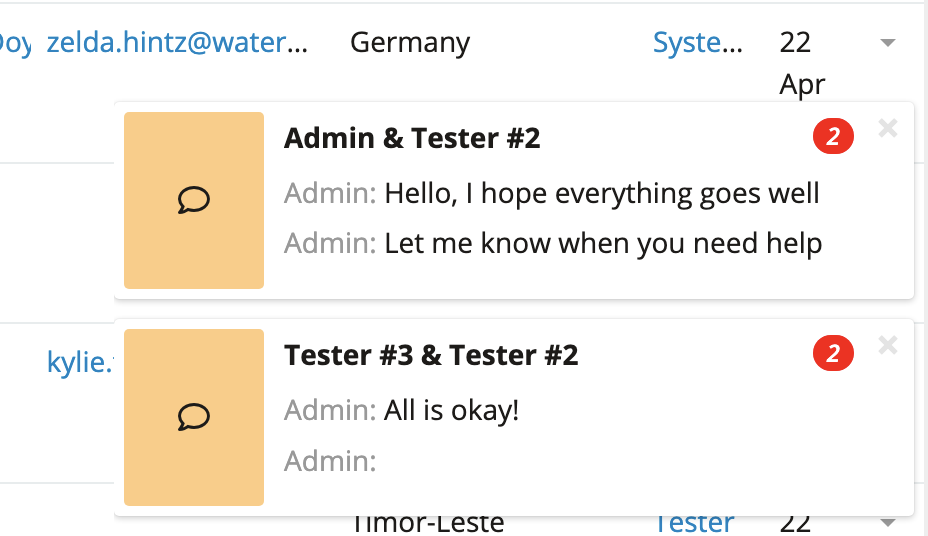 Doy zelda.hintz@water... Germany Syste... 22
Apr
Admin & Tester #2 2
Admin: Hello, I hope everything goes well
Admin: Let me know when you need help
Tester #3 & Tester #2 2
kylie.
Admin: All is okay!
Admin:
Timor-Leste Tester 22